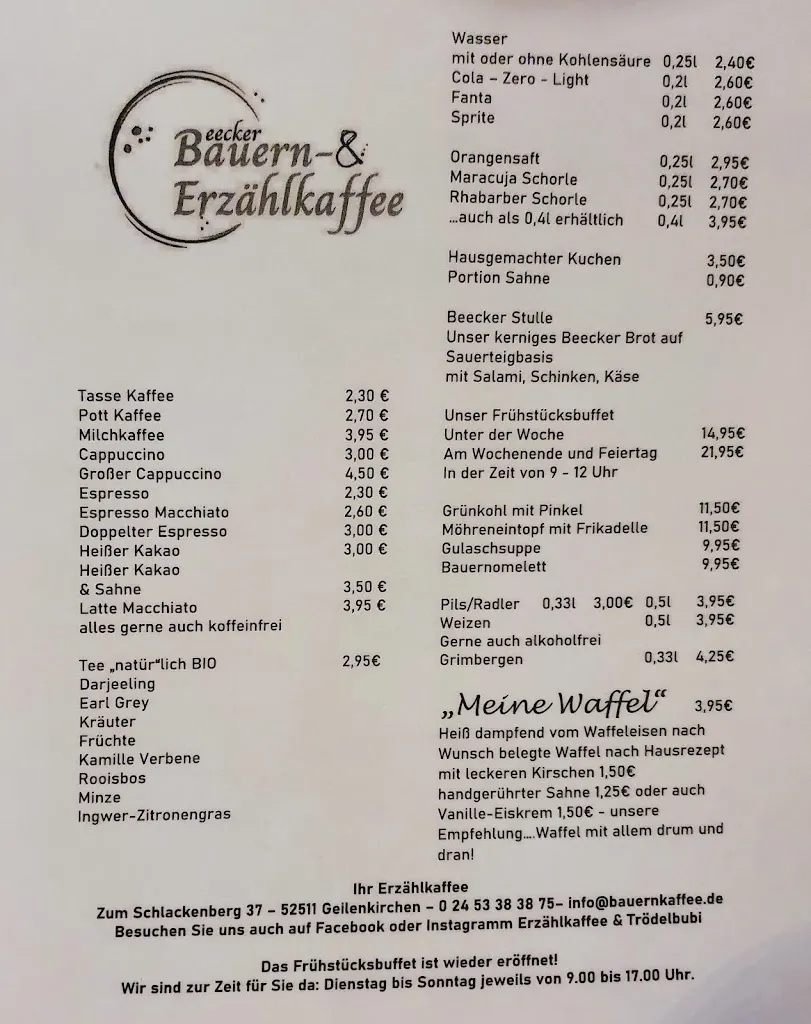 Beecker
Bauern-&
Erzählkaffee
Tasse Kaffee 2,30 €
Pott Kaffee 2,70 €
Milchkaffee 3,95 €
Cappuccino 3,00 €
Großer Cappuccino 4,50 €
Espresso 2,30 €
Espresso Macchiato 2,60 €
Doppelter Espresso 3,00 €
Heißer Kakao 3,00 €
Heißer Kakao
& Sahne 3,50 €
Latte Macchiato 3,95 €
alles gerne auch koffeinfrei
Tee „natür“lich BIO 2,95€
Darjeeling
Earl Grey
Kräuter
Früchte
Kamille Verbene
Rooisbos
Minze
Ingwer-Zitronengras
Wasser
mit oder ohne Kohlensäure 0,25l 2,40€
Cola – Zero - Light 0,2l 2,60€
Fanta 0,2l 2,60€
Sprite 0,2l 2,60€
Orangensaft 0,25l 2,95€
Maracuja Schorle 0,25l 2,70€
Rhabarber Schorle 0,25l 2,70€
…auch als 0,4l erhältlich 0,4l 3,95€
Hausgemachter Kuchen 3,50€
Portion Sahne 0,90€
Beecker Stulle 5,95€
Unser kerniges Beecker Brot auf
Sauerteigbasis
mit Salami, Schinken, Käse
Unser Frühstücksbuffet
Unter der Woche 14,95€
Am Wochenende und Feiertag 21,95€
In der Zeit von 9 - 12 Uhr
Grünkohl mit Pinkel 11,50€
Möhreneintopf mit Frikadelle 11,50€
Gulaschsuppe 9,95€
Bauernomelett 9,95€
Pils/Radler 0,33l 3,00€ 0,5l 3,95€
Weizen 0,5l 3,95€
Gerne auch alkoholfrei
Grimbergen 0,33l 4,25€
„Meine Waffel“ 3,95€
Heiß dampfend vom Waffeleisen nach
Wunsch belegte Waffel nach Hausrezept
mit leckeren Kirschen 1,50€
handgerührter Sahne 1,25€ oder auch
Vanille-Eiskrem 1,50€ - unsere
Empfehlung….Waffel mit allem drum und
dran!
Ihr Erzählkaffee
Zum Schlackenberg 37 – 52511 Geilenkirchen – 0 24 53 38 38 75– info@bauernkaffee.de
Besuchen Sie uns auch auf Facebook oder Instagramm Erzählkaffee & Trödelbubi
Das Frühstücksbuffet ist wieder eröffnet!
Wir sind zur Zeit für Sie da: Dienstag bis Sonntag jeweils von 9.00 bis 17.00 Uhr.